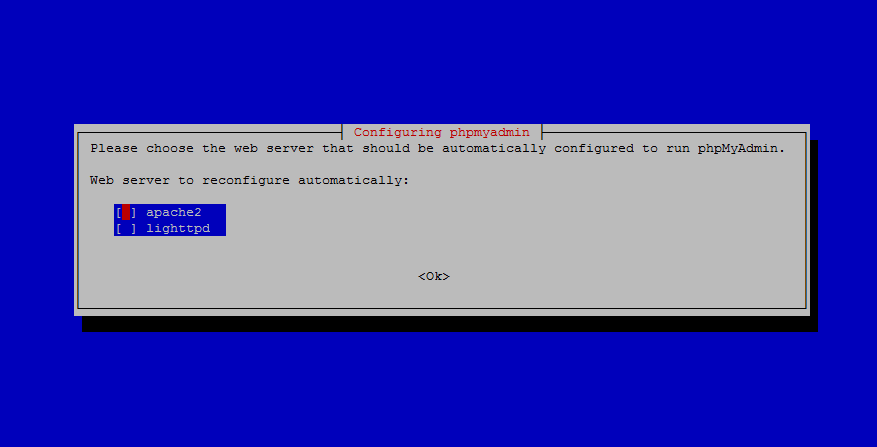 Configuring phpmyadmin
Please choose the web server that should be automatically configured to run phpMyAdmin.
Web server to reconfigure automatically:
[ ] apache2
[ ] lighttpd
<Ok>